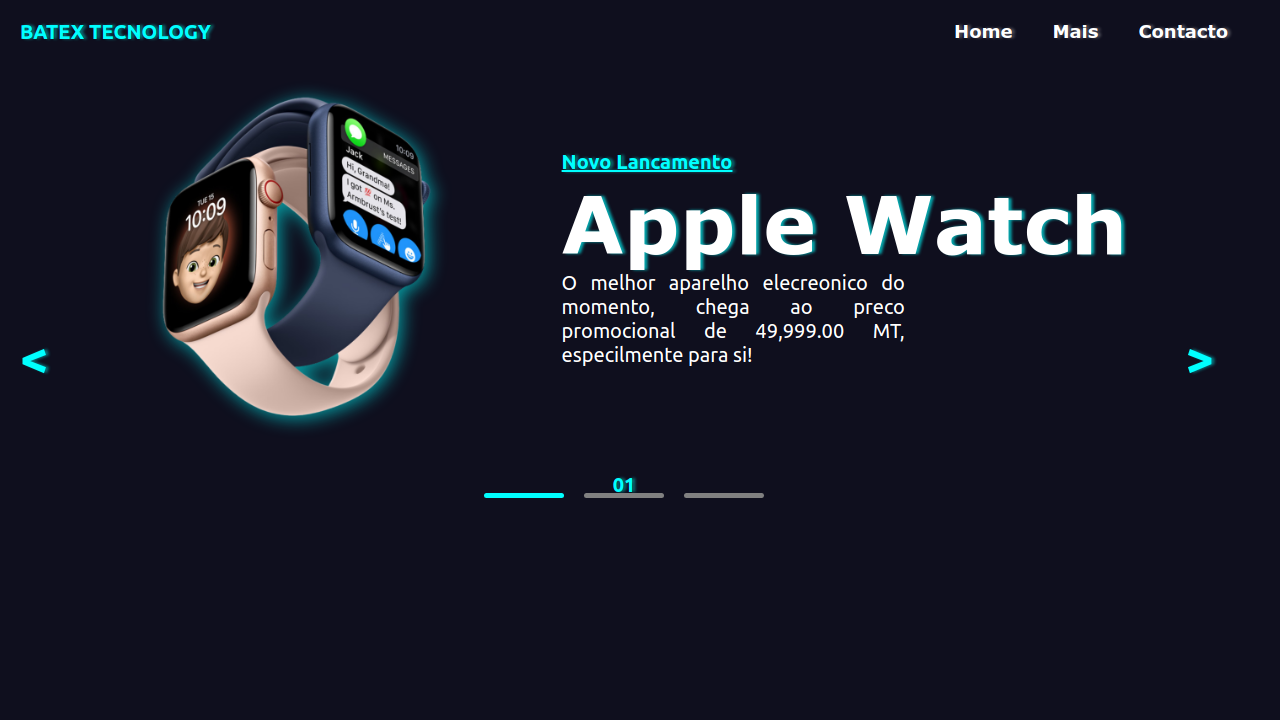 BATEX TECNOLOGY
Home Mais Contacto
10:09
MESSAGES
Jack
Hi, Grandma!
I got 💯 on Ms.
Armbrust's test!
TUE 15
10:09
Novo Lancamento
Apple Watch
O melhor aparelho elecreonico do
momento, chega ao preco
promocional de 49,999.00 MT,
especilmente para si!
<
>
01